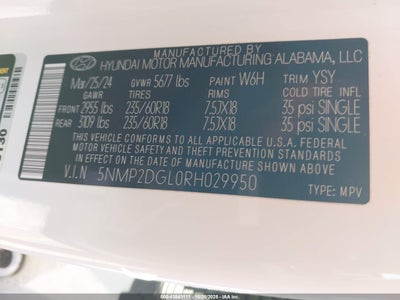 MANUFACTURED BY
HYUNDAI MOTOR MANUFACTURING ALABAMA, LLC
Mar/25/24 GVWR 5677 lbs PAINT W6H TRIM YSY
GAWR TIRES RIMS COLD TIRE INFL
FRONT 2955 lbs 235/60R18 7.5JX18 35 psi SINGLE
REAR 3109 lbs 235/60R18 7.5JX18 35 psi SINGLE
THIS VEHICLE CONFORMS TO ALL APPLICABLE U.S.A. FEDERAL
MOTOR VEHICLE SAFETY AND THEFT PREVENTION STANDARDS
IN EFFECT ON THE DATE OF MANUFACTURE SHOWN ABOVE.
V.I.N 5NMP2DGL0RH029950 TYPE: MPV